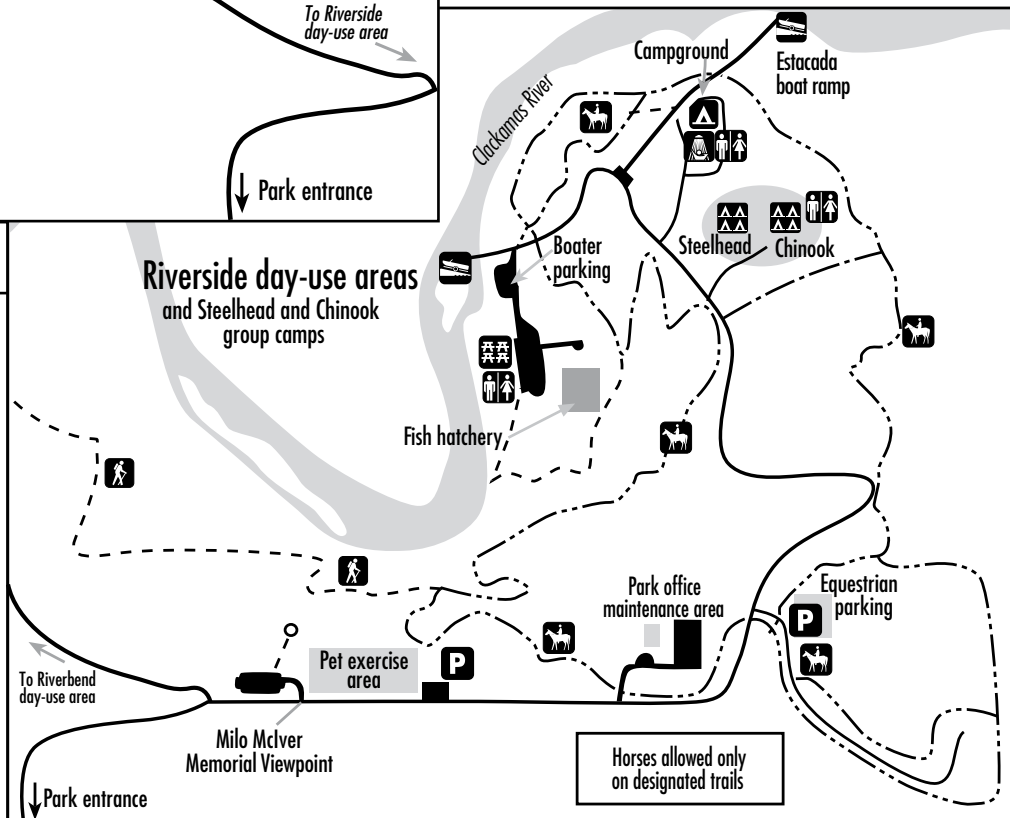 To Riverside
day-use area
Park entrance
Campground
Estacada
boat ramp
Clackamas River
Steelhead
Chinook
Boater
parking
Riverside day-use areas
and Steelhead and Chinook
group camps
Fish hatchery
Park office
maintenance area
Equestrian
parking
P
P
Pet exercise
area
To Riverbend
day-use area
Milo McIver
Memorial Viewpoint
Horses allowed only
on designated trails
Park entrance